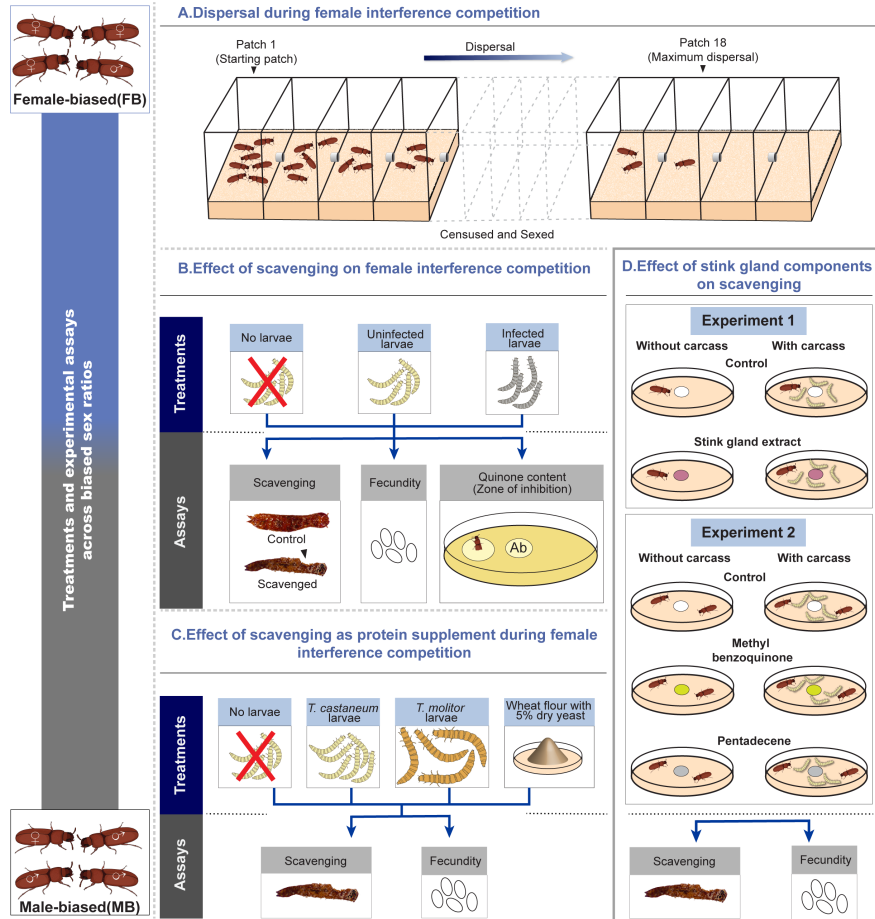 Female-biased(FB)
Treatments and experimental assays
across biased sex ratios
Male-biased(MB)
A.Dispersal during female interference competition
Patch 1
(Starting patch)
Dispersal
Patch 18
(Maximum dispersal)
Censused and Sexed
B.Effect of scavenging on female interference competition
Treatments
No larvae
Uninfected
larvae
Infected
larvae
Assays
Scavenging
Control
Scavenged
Fecundity
Quinone content
(Zone of inhibition)
Ab
C.Effect of scavenging as protein supplement during female
interference competition
Treatments
No larvae
T. castaneum
larvae
T. molitor
larvae
Wheat flour with
5% dry yeast
Assays
Scavenging
Fecundity
D.Effect of stink gland components
on scavenging
Experiment 1
Without carcass
With carcass
Control
Stink gland extract
Experiment 2
Without carcass
With carcass
Control
Methyl
benzoquinone
Pentadecene
Scavenging
Fecundity